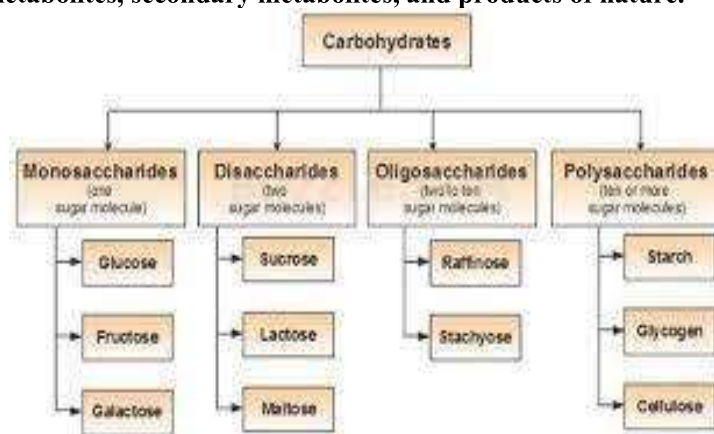 metabolites, secondary metabolites, and products of nature.
Carbohydrates
Monosaccharides
(one
sugar molecule)
Disaccharides
(two
sugar molecules)
Oligosaccharides
(two to ten
sugar molecules)
Polysaccharides
(ten or more
sugar molecules)
Glucose
Fructose
Galactose
Sucrose
Lactose
Maltose
Raffinose
Stachyose
Starch
Glycogen
Cellulose